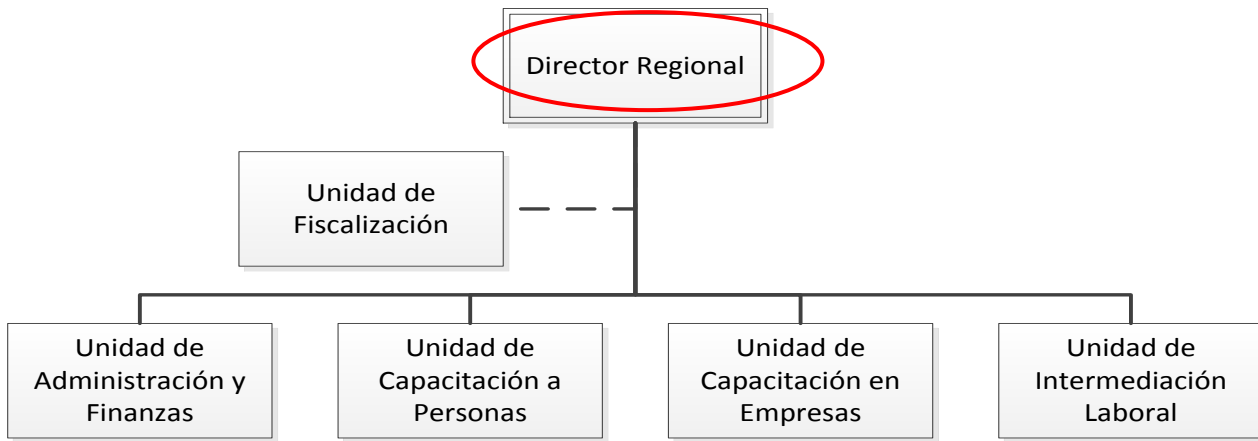 Director Regional
Unidad de
Fiscalización
Unidad de
Administración y
Finanzas
Unidad de
Capacitación a
Personas
Unidad de
Capacitación en
Empresas
Unidad de
Intermediación
Laboral